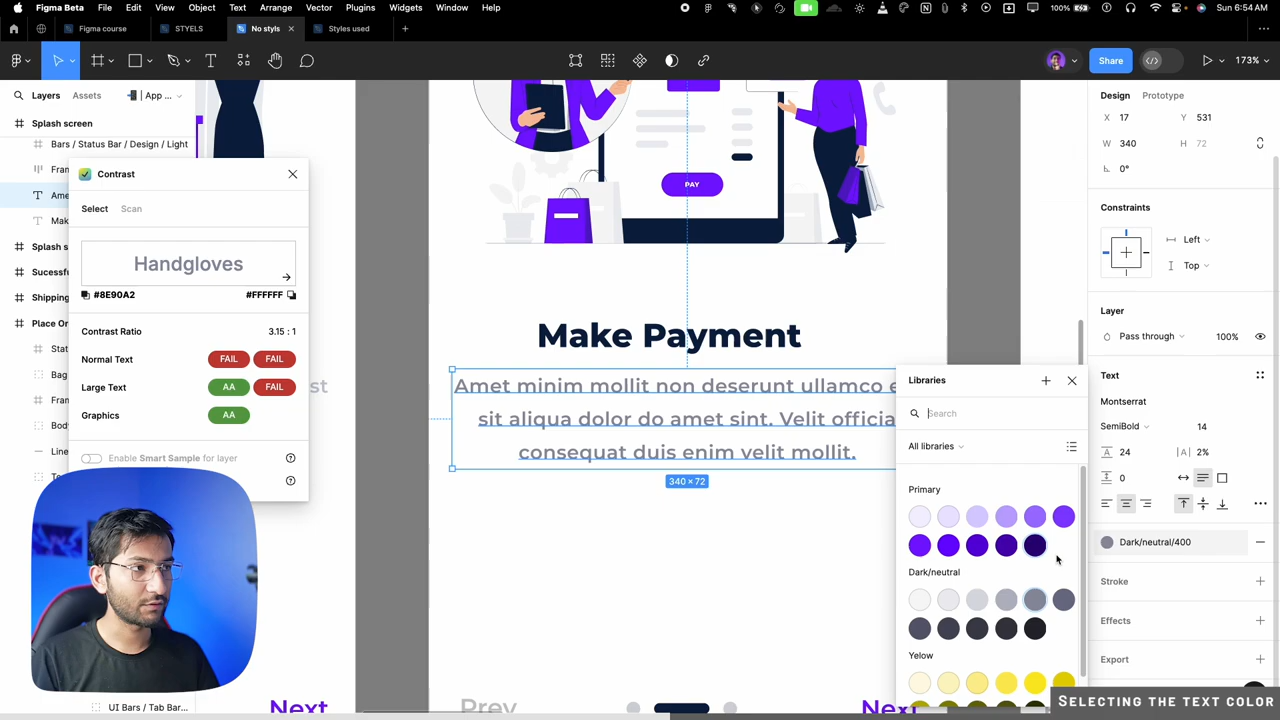 Figma Beta File Edit View Object Text Arrange Vector Plugins Widgets Window Help
100% Sun 6:54 AM
Figma course
STYELS
No styls
Styles used
Share
173%
Layers Assets | App ...
Splash screen
Bars / Status Bar / Design / Light
Fram
Ame
Mak
Splash s
Sucessfu
Shipping
Place Or
Stat
Bag
Fram
Body
Line
UI Bars / Tab Bar...
Contrast
Select Scan
Handgloves
#8E90A2 #FFFFFF
Contrast Ratio 3.15 : 1
Normal Text FAIL FAIL
Large Text AA FAIL
Graphics AA
Enable Smart Sample for layer
st
Next
PAY
Make Payment
Amet minim mollit non deserunt ullamco e
sit aliqua dolor do amet sint. Velit officia
consequat duis enim velit mollit.
340 × 72
Prev
Next
Libraries
Search
All libraries
Primary
Dark/neutral
Yelow
Design Prototype
X 17 Y 531
W 340 H 72
0°
Constraints
Left
Top
Layer
Pass through 100%
Text
Montserrat
SemiBold 14
24 |A| 2%
0
Dark/neutral/400
Stroke
Effects
Export
SELECTING THE TEXT COLOR